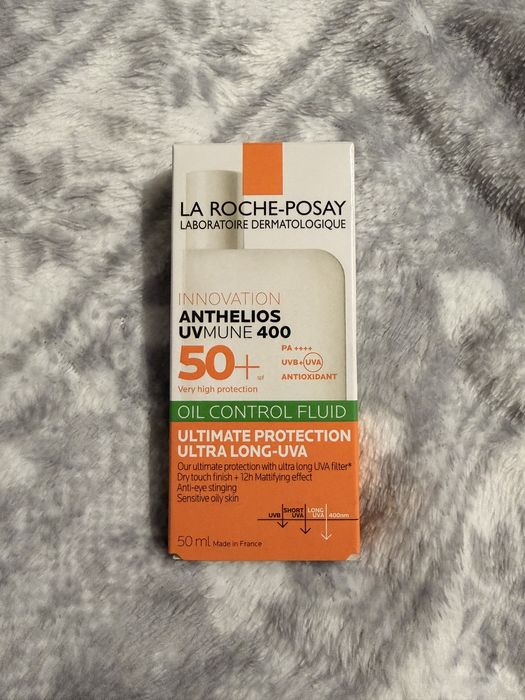 LA ROCHE-POSAY
LABORATOIRE DERMATOLOGIQUE
INNOVATION
ANTHELIOS
UVMUNE 400
50+ SPF
Very high protection
PA ++++
UVB+UVA
ANTIOXIDANT
OIL CONTROL FLUID
ULTIMATE PROTECTION
ULTRA LONG-UVA
Our ultimate protection with ultra long UVA filter*
Dry touch finish + 12h Mattifying effect
Anti-eye stinging
Sensitive oily skin
UVB
SHORT
UVA
LONG
UVA
400nm
50 ml Made in France